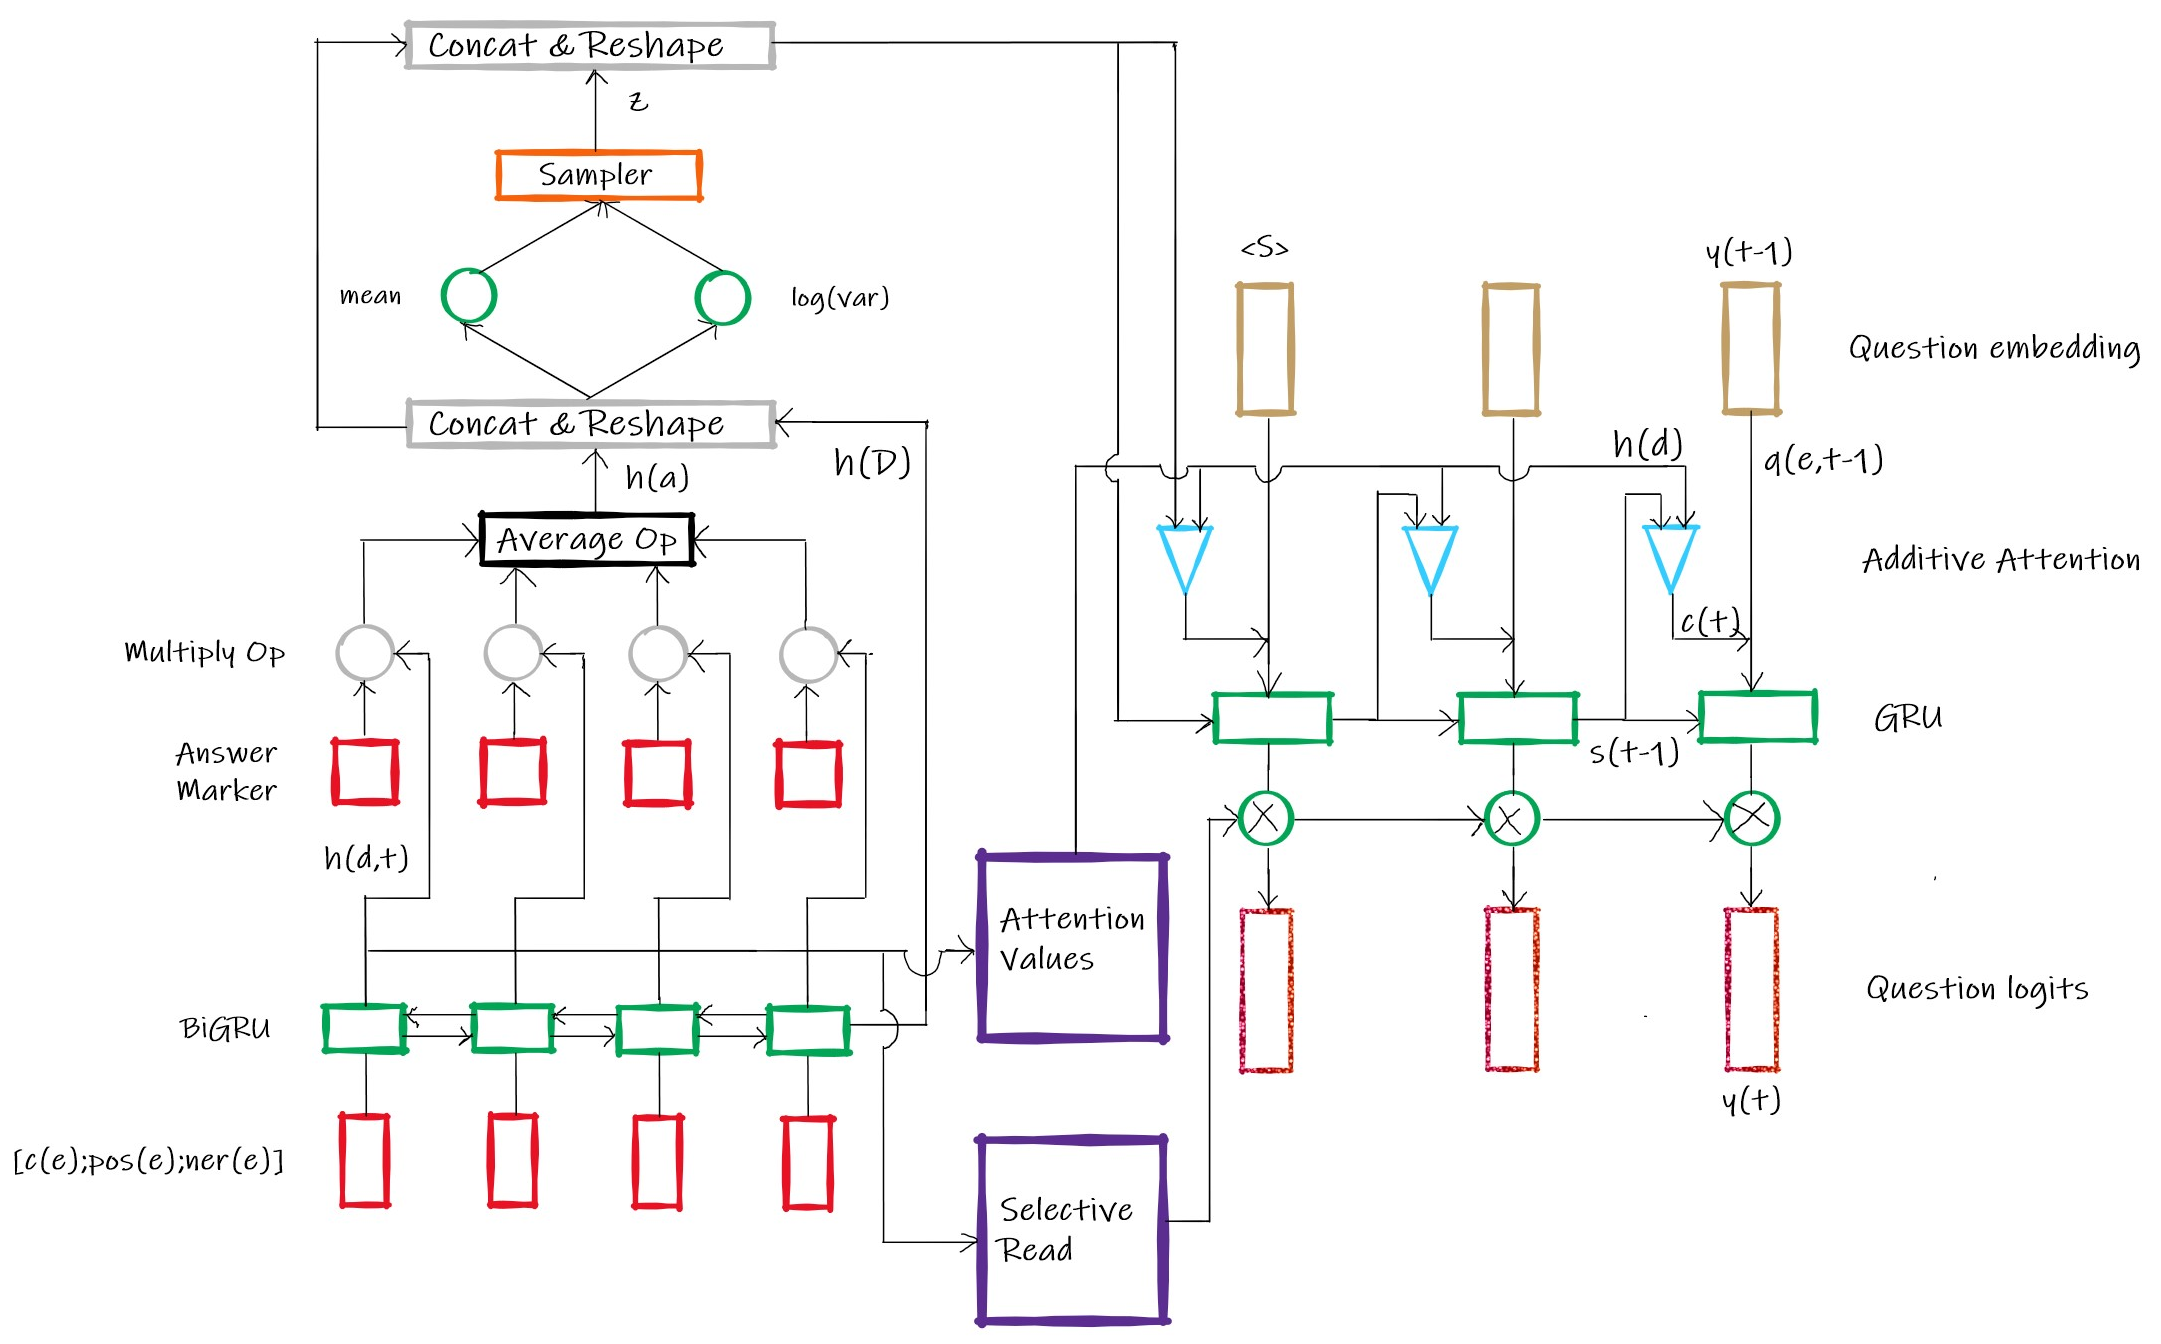 Concat & Reshape
z
Sampler
mean
log(var)
Concat & Reshape
h(a)
h(D)
Average Op
Multiply Op
Answer
Marker
h(d,t)
BiGRU
[c(e);pos(e);ner(e)]
Attention
Values
Selective
Read
<S>
y(t-1)
Question embedding
h(d)
q(e,t-1)
Additive Attention
c(t)
GRU
s(t-1)
Question logits
y(t)